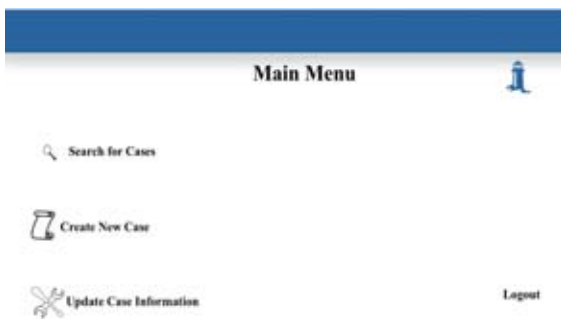 Main Menu
Search for Cases
Create New Case
Update Case Information
Logout